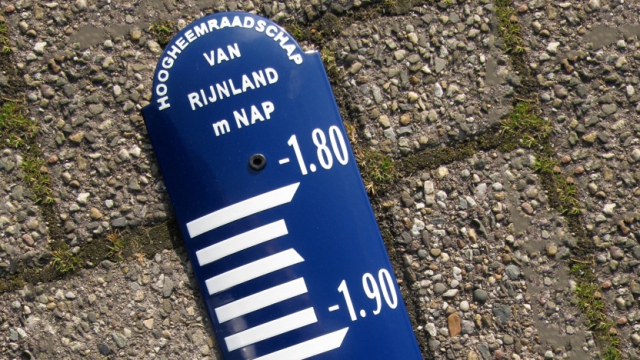 HOOGHEEMRAADSCHAP
VAN
RIJNLAND
m NAP
-1.80
-1.90